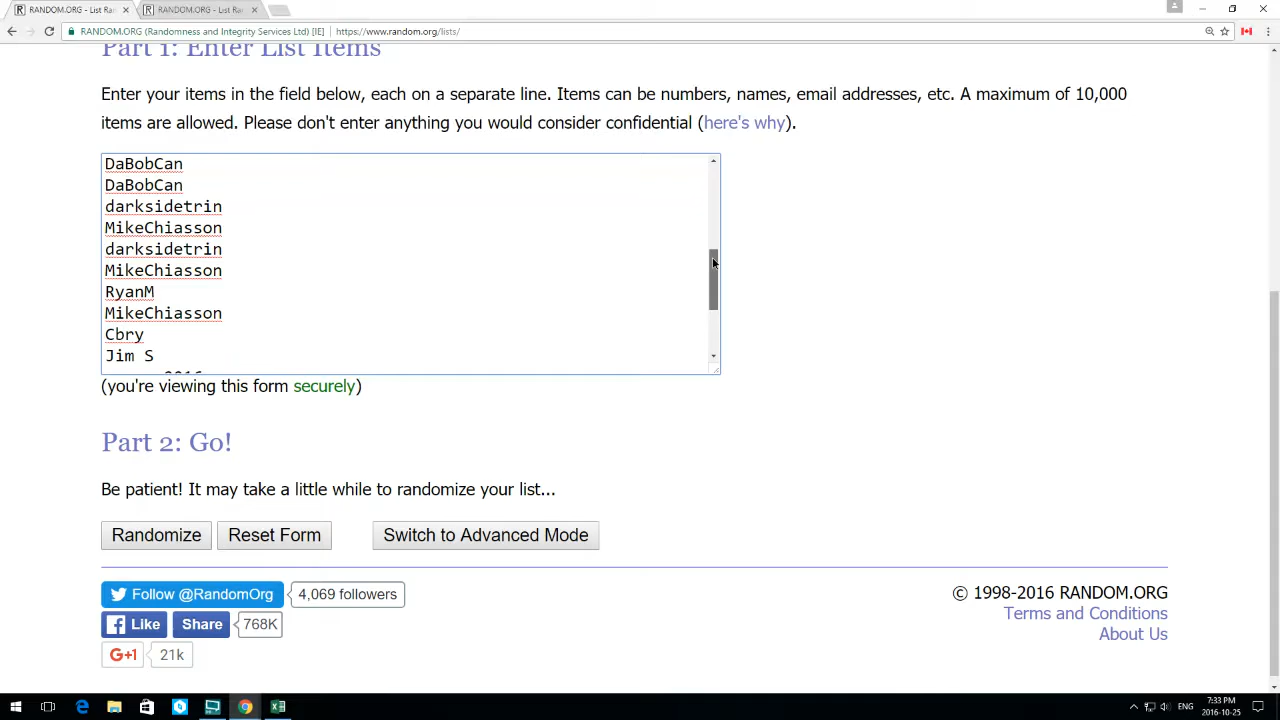 RANDOM.ORG - List Ra
RANDOM.ORG - List Ra
RANDOM.ORG (Randomness and Integrity Services Ltd) [IE] | https://www.random.org/lists/
Part 1: Enter List Items
Enter your items in the field below, each on a separate line. Items can be numbers, names, email addresses, etc. A maximum of 10,000
items are allowed. Please don't enter anything you would consider confidential (here's why).
DaBobCan
DaBobCan
darksidetrin
MikeChiasson
darksidetrin
MikeChiasson
RyanM
MikeChiasson
Cbry
Jim S
(you're viewing this form securely)
Part 2: Go!
Be patient! It may take a little while to randomize your list...
Randomize Reset Form Switch to Advanced Mode
Follow @RandomOrg 4,069 followers
Like Share 768K
G+1 21k
© 1998-2016 RANDOM.ORG
Terms and Conditions
About Us
ENG
7:33 PM
2016-10-25